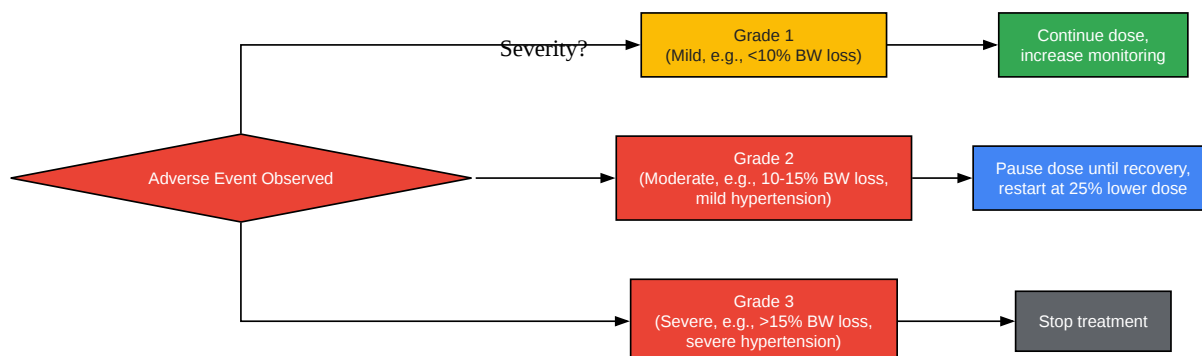 Severity?
Grade 1
(Mild, e.g., <10% BW loss)
Continue dose,
increase monitoring
Adverse Event Observed
Grade 2
(Moderate, e.g., 10-15% BW loss,
mild hypertension)
Pause dose until recovery,
restart at 25% lower dose
Grade 3
(Severe, e.g., >15% BW loss,
severe hypertension)
Stop treatment